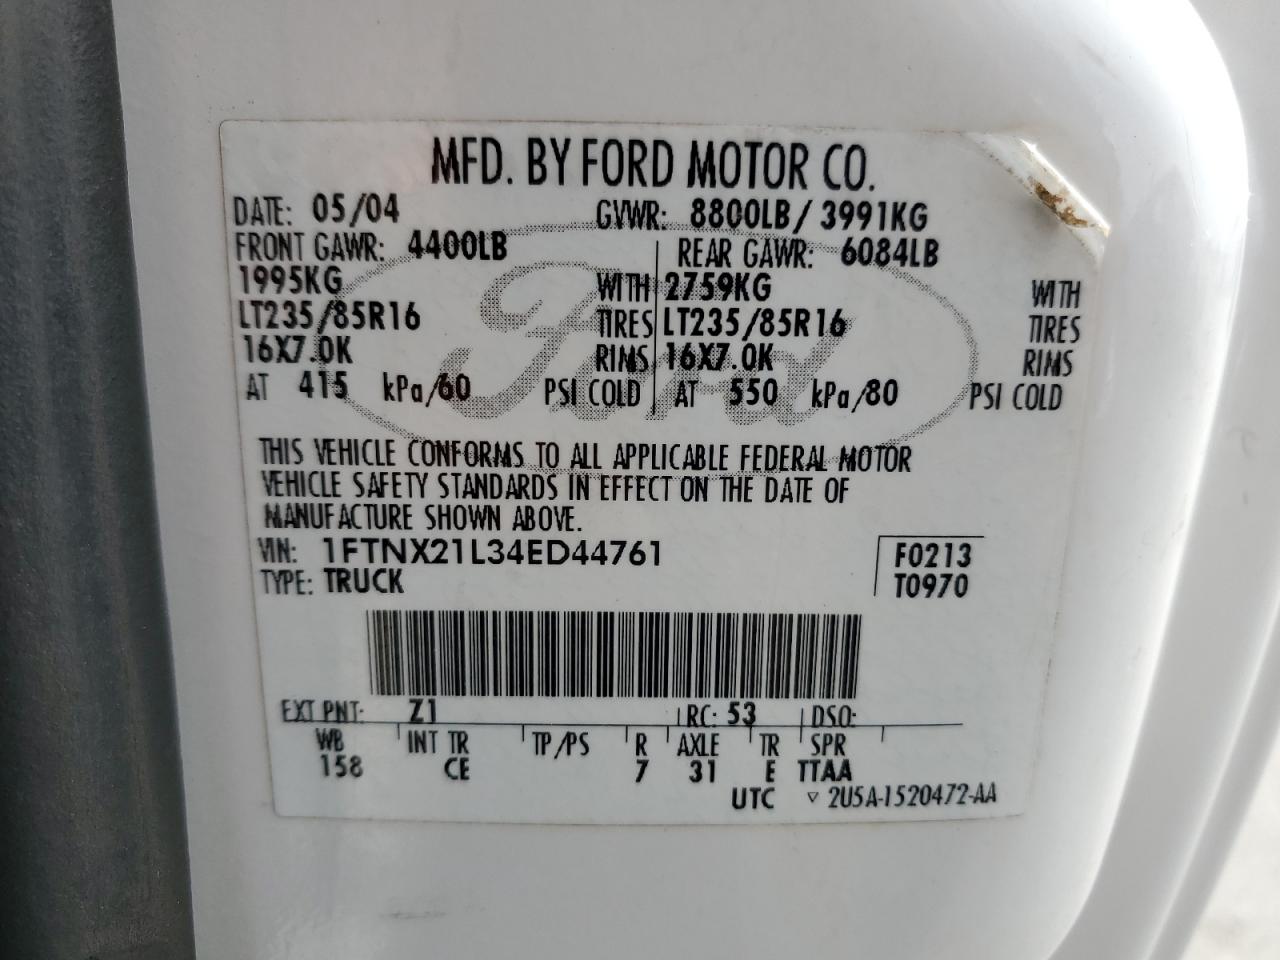 MFD. BY FORD MOTOR CO.
DATE: 05/04 GVWR: 8800LB/ 3991KG
FRONT GAWR: 4400LB REAR GAWR: 6084LB
1995KG WITH 2759KG WITH
LT235/85R16 TIRES LT235/85R16 TIRES
16X7.0K RIMS 16X7.0K RIMS
AT 415 kPa/60 PSI COLD AT 550 kPa/80 PSI COLD
Ford
THIS VEHICLE CONFORMS TO ALL APPLICABLE FEDERAL MOTOR
VEHICLE SAFETY STANDARDS IN EFFECT ON THE DATE OF
MANUFACTURE SHOWN ABOVE.
VIN: 1FTNX21L34ED44761 F0213
TYPE: TRUCK T0970
EXT PNT: Z1 RC: 53 DSO:
WB INT TR TP/PS R AXLE TR SPR
158 CE 7 31 E TTAA
UTC ▽ 2U5A-1520472-AA